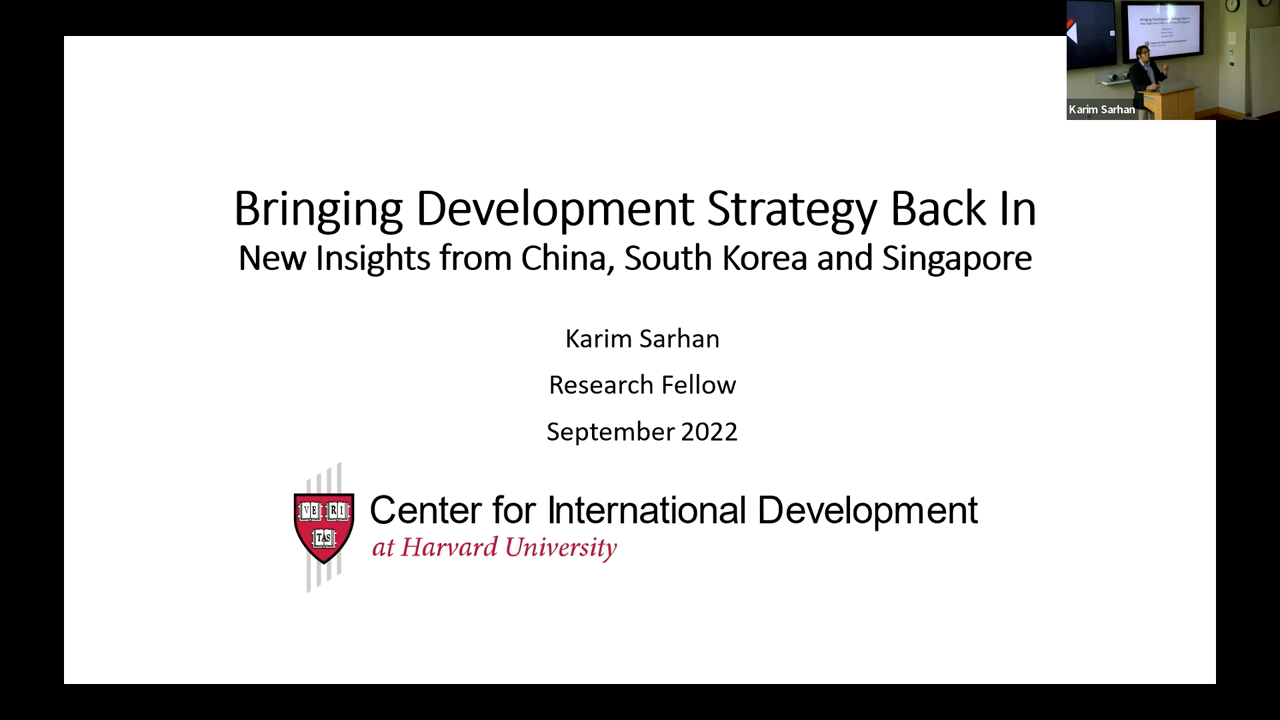 Bringing Development Strategy Back In
New Insights from China, South Korea and Singapore
Karim Sarhan
Research Fellow
September 2022
VE RI
TAS
Center for International Development
at Harvard University
Karim Sarhan